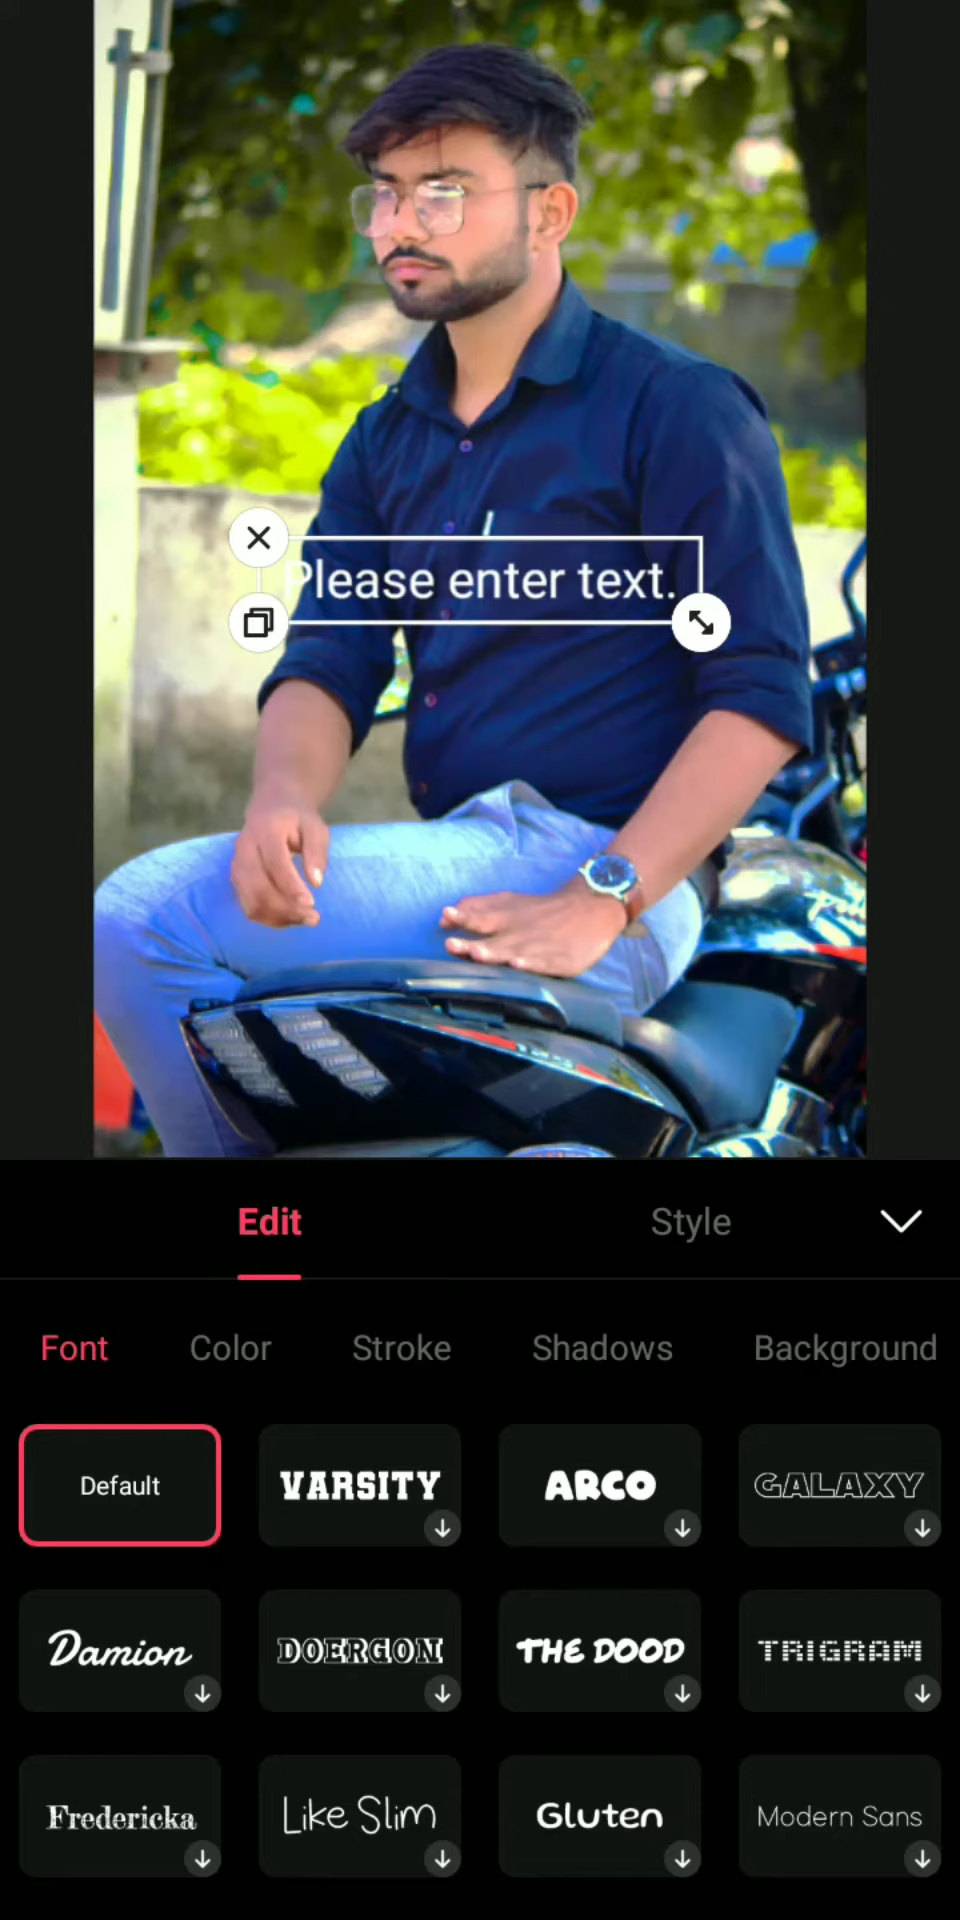 Please enter text.
Edit
Style
Font
Color
Stroke
Shadows
Background
Default
VARSITY
ARCO
GALAXY
Damion
DOERGON
THE DOOD
TRIGRAM
Fredericka
Like Slim
Gluten
Modern Sans